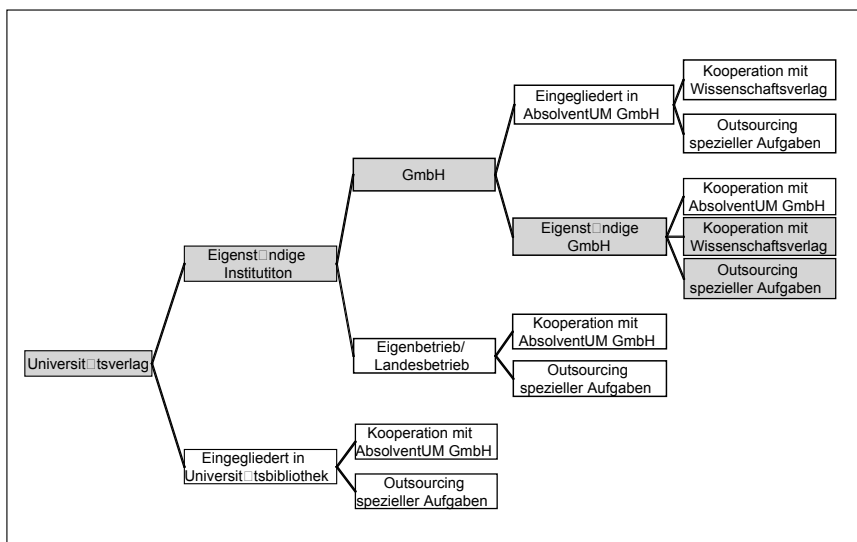 Kooperation mit
Wissenschaftsverlag
Eingegliedert in
AbsolventUM GmbH
Outsourcing
spezieller Aufgaben
GmbH
Kooperation mit
AbsolventUM GmbH
Eigenst□ndige
GmbH
Kooperation mit
Wissenschaftsverlag
Outsourcing
spezieller Aufgaben
Eigenst□ndige
Instituti​ton
Kooperation mit
AbsolventUM GmbH
Eigenbetrieb/
Landesbetrieb
Outsourcing
spezieller Aufgaben
Universit□tsverlag
Kooperation mit
AbsolventUM GmbH
Eingegliedert in
Universit□tsbibliothek
Outsourcing
spezieller Aufgaben